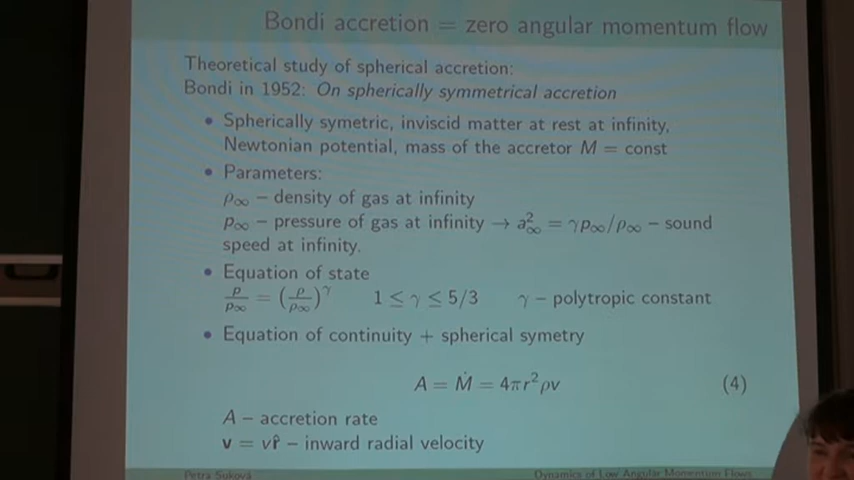 Bondi accretion = zero angular momentum flow
Theoretical study of spherical accretion:
Bondi in 1952: On spherically symmetrical accretion
• Spherically symetric, inviscid matter at rest at infinity,
Newtonian potential, mass of the accretor M = const
• Parameters:
ρ∞ – density of gas at infinity
p∞ – pressure of gas at infinity → a²∞ = γp∞/ρ∞ – sound
speed at infinity.
• Equation of state
p/p∞ = (ρ/ρ∞)^γ 1 ≤ γ ≤ 5/3 γ – polytropic constant
• Equation of continuity + spherical symetry
A = Ṁ = 4πr²ρv (4)
A – accretion rate
v = vr̂ – inward radial velocity
Petra Suková Dynamics of Low Angular Momentum Flows